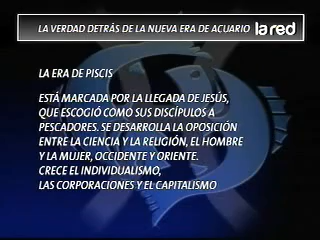 LA VERDAD DETRÁS DE LA NUEVA ERA DE ACUARIO la red
LA ERA DE PISCIS
ESTÁ MARCADA POR LA LLEGADA DE JESÚS,
QUE ESCOGIÓ COMO SUS DISCÍPULOS A
PESCADORES. SE DESARROLLA LA OPOSICIÓN
ENTRE LA CIENCIA Y LA RELIGIÓN, EL HOMBRE
Y LA MUJER, OCCIDENTE Y ORIENTE.
CRECE EL INDIVIDUALISMO,
LAS CORPORACIONES Y EL CAPITALISMO